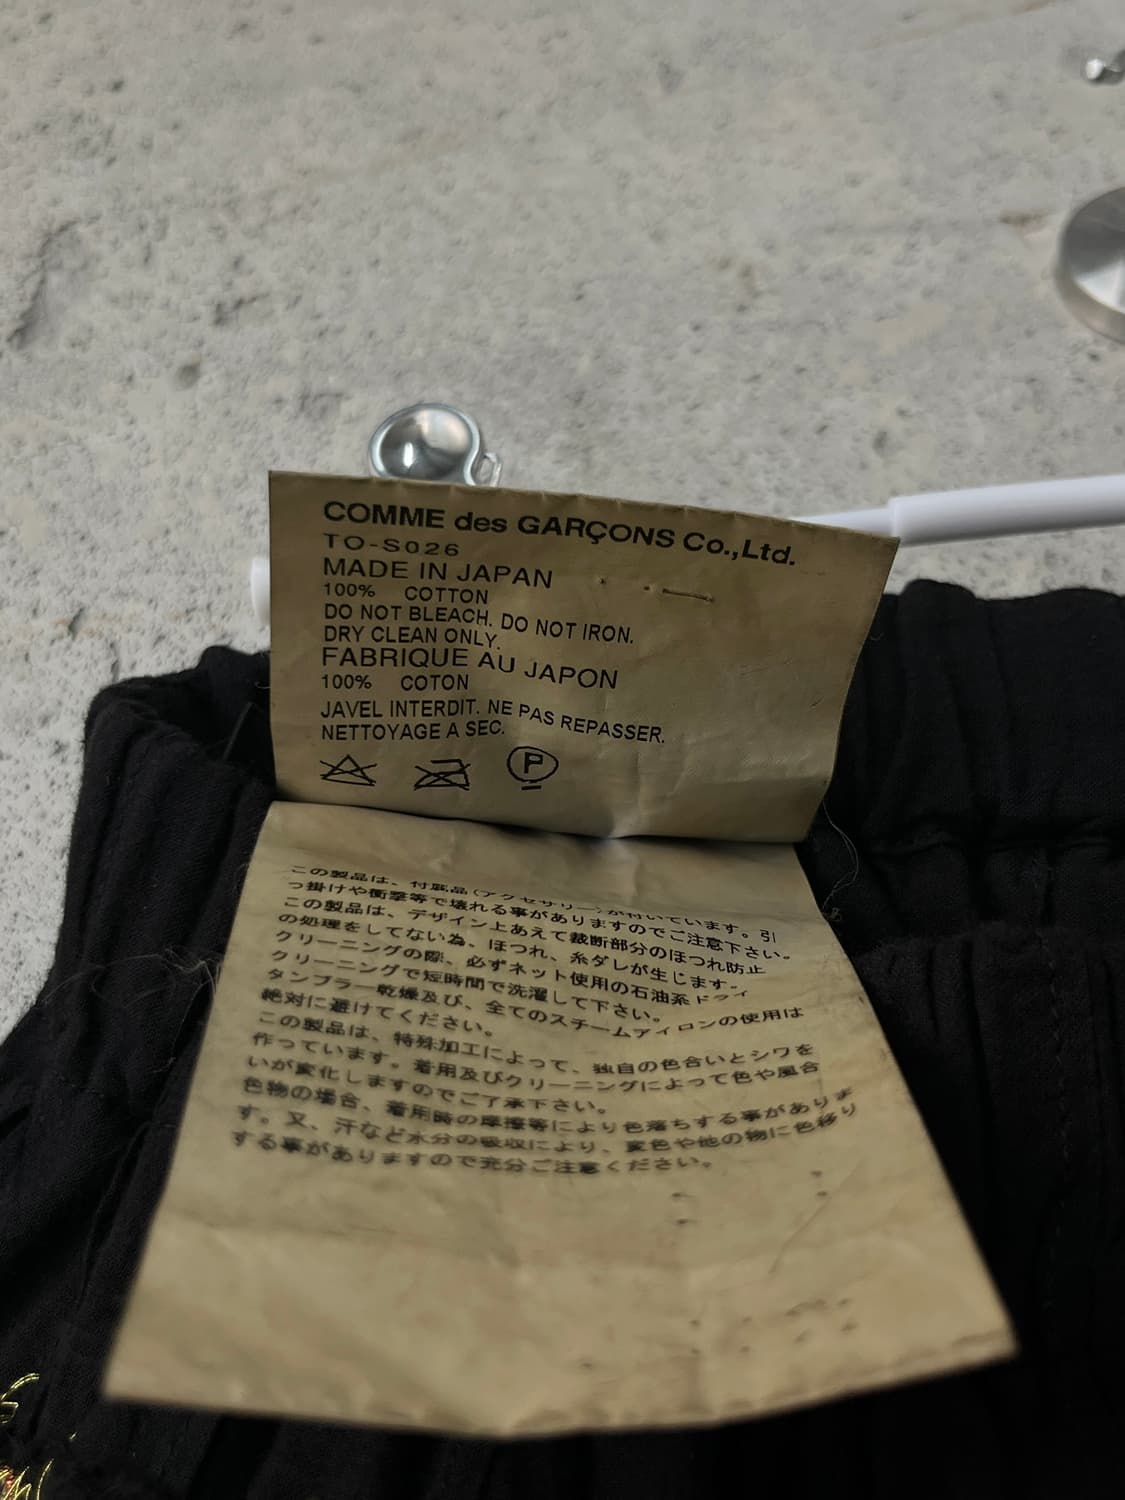 COMME des GARÇONS Co.,Ltd.
TO-S026
MADE IN JAPAN
100% COTTON
DO NOT BLEACH. DO NOT IRON.
DRY CLEAN ONLY.
FABRIQUE AU JAPON
100% COTON
JAVEL INTERDIT. NE PAS REPASSER.
NETTOYAGE A SEC.
P
この製品は、付属品(アクセサリー)が付いています。引
っ掛けや衝撃等で壊れる事がありますのでご注意下さい。
この製品は、デザイン上あえて裁断部分のほつれ防止
の処理をしてない為、ほつれ、糸ダレが生じます。
クリーニングの際、必ずネット使用の石油系ドライ
クリーニングで短時間で洗濯して下さい。
タンブラー乾燥及び、全てのスチームアイロンの使用は
絶対に避けてください。
この製品は、特殊加工によって、独自の色合いとシワを
作っています。着用及びクリーニングによって色や風合
いが変化しますのでご了承下さい。
色物の場合、着用時の摩擦等により色落ちする事がありま
す。又、汗など水分の吸収により、変色や他の物に色移り
する事がありますので充分ご注意ください。